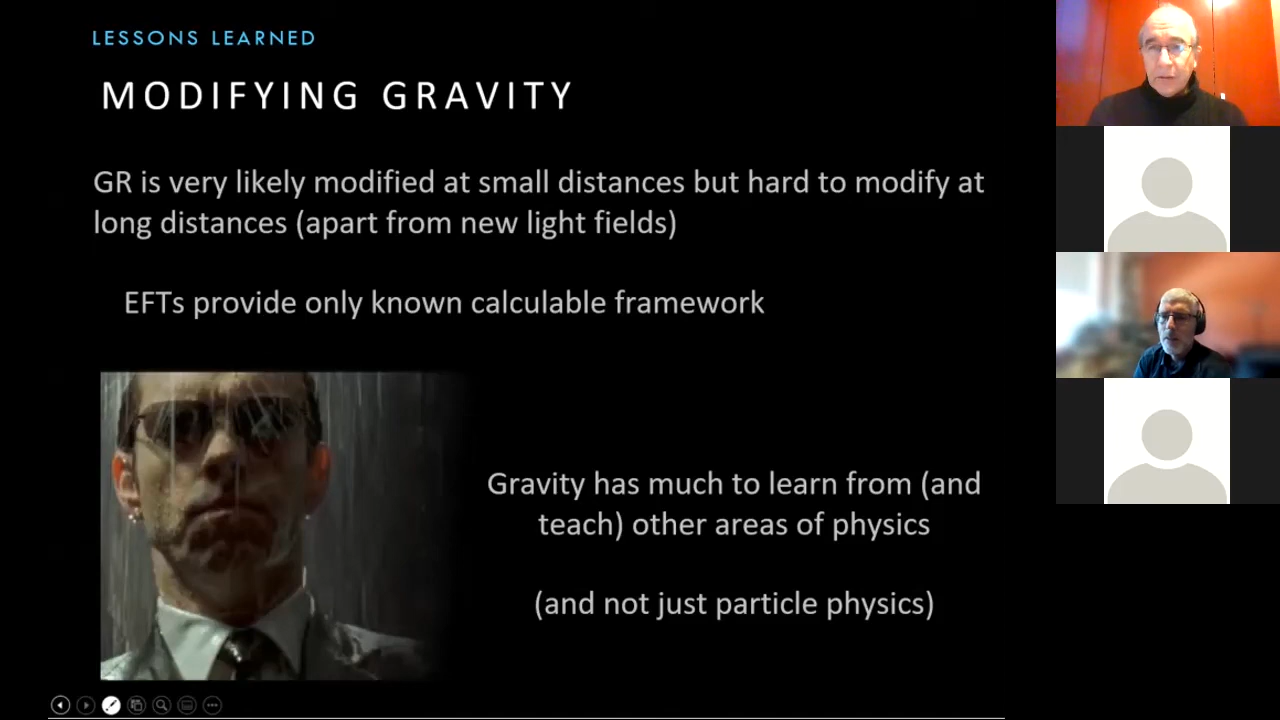 LESSONS LEARNED
MODIFYING GRAVITY
GR is very likely modified at small distances but hard to modify at
long distances (apart from new light fields)
EFTs provide only known calculable framework
Gravity has much to learn from (and
teach) other areas of physics
(and not just particle physics)